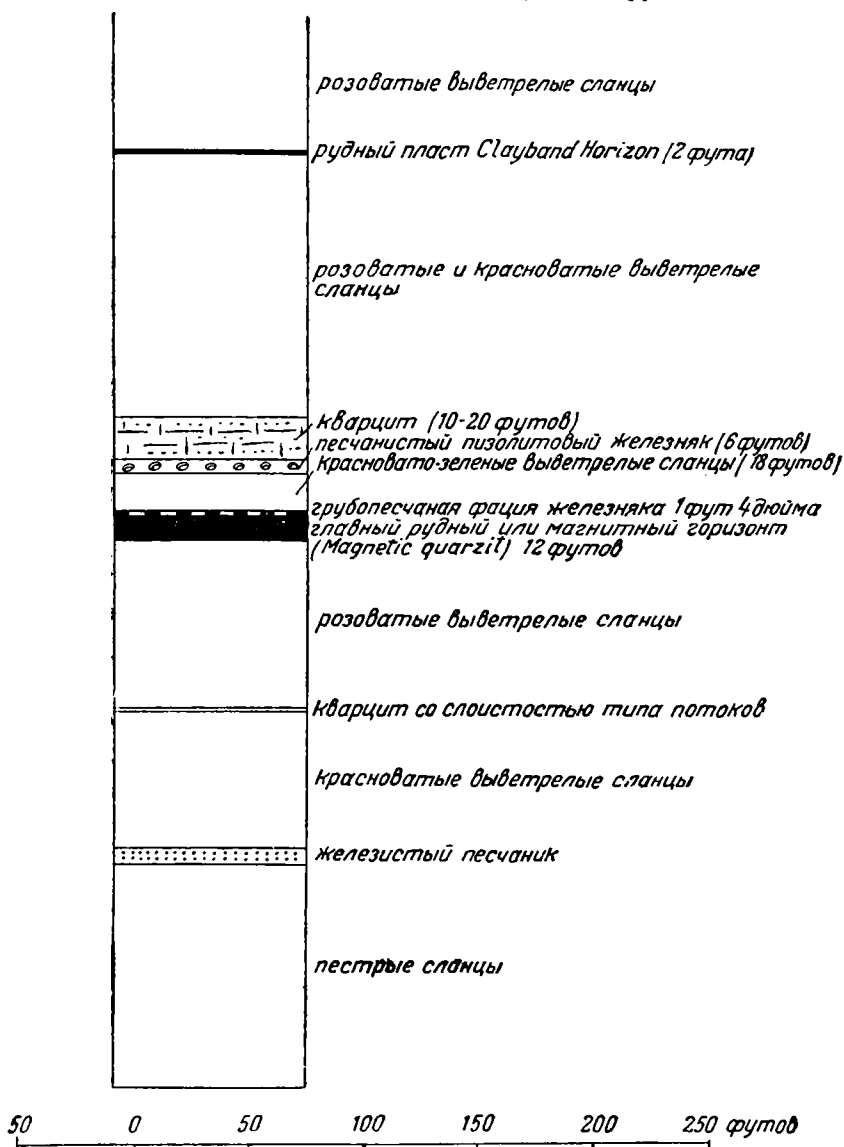 розоватые выветрелые сланцы
рудный пласт Clayband Horizon (2 фута)
розоватые и красноватые выветрелые
сланцы
кварцит (10-20 футов)
песчанистый пизолитовый железняк (6 футов)
красновато-зеленые выветрелые сланцы (18 футов)
грубопесчаная фация железняка 1 фут 4 дюйма
главный рудный или магнитный горизонт
(Magnetic quarzit) 12 футов
розоватые выветрелые сланцы
кварцит со слоистостью типа потоков
красноватые выветрелые сланцы
железистый песчаник
пестрые сланцы
50 0 50 100 150 200 250 футов